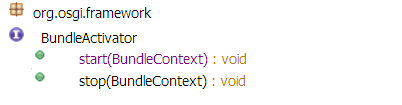 org.osgi.framework
BundleActivator
start(BundleContext) : void
stop(BundleContext) : void